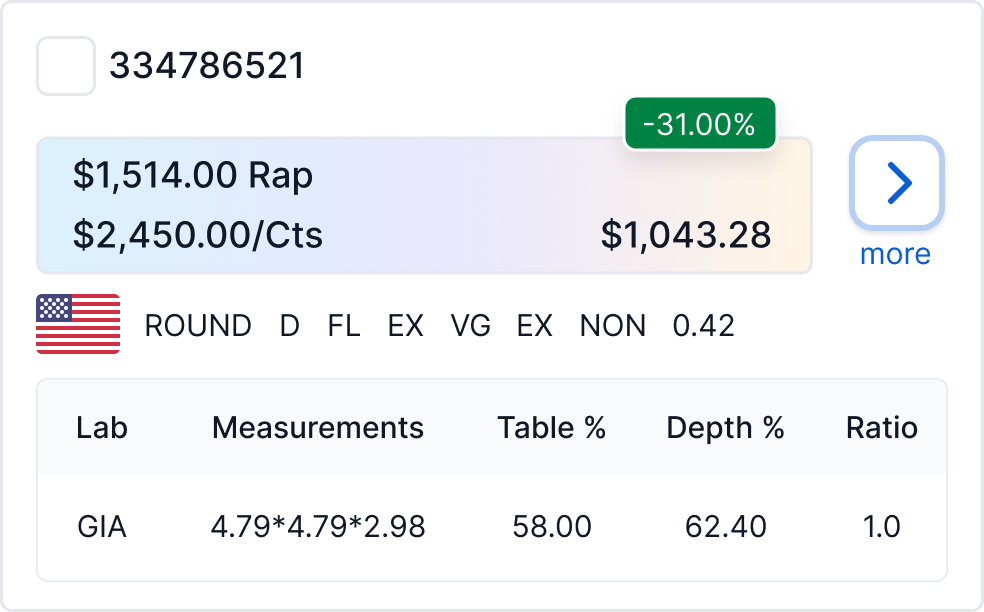 334786521
-31.00%
$1,514.00 Rap
$2,450.00/Cts $1,043.28
more
ROUND D FL EX VG EX NON 0.42
Lab Measurements Table % Depth % Ratio
GIA 4.79*4.79*2.98 58.00 62.40 1.0